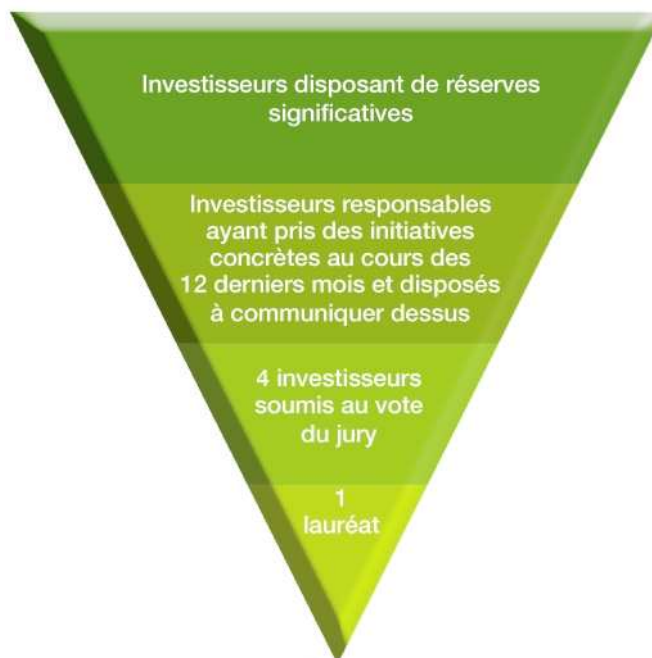 Investisseurs disposant de réserves
significatives
Investisseurs responsables
ayant pris des initiatives
concrètes au cours des
12 derniers mois et disposés
à communiquer dessus
4 investisseurs
soumis au vote
du jury
1
lauréat